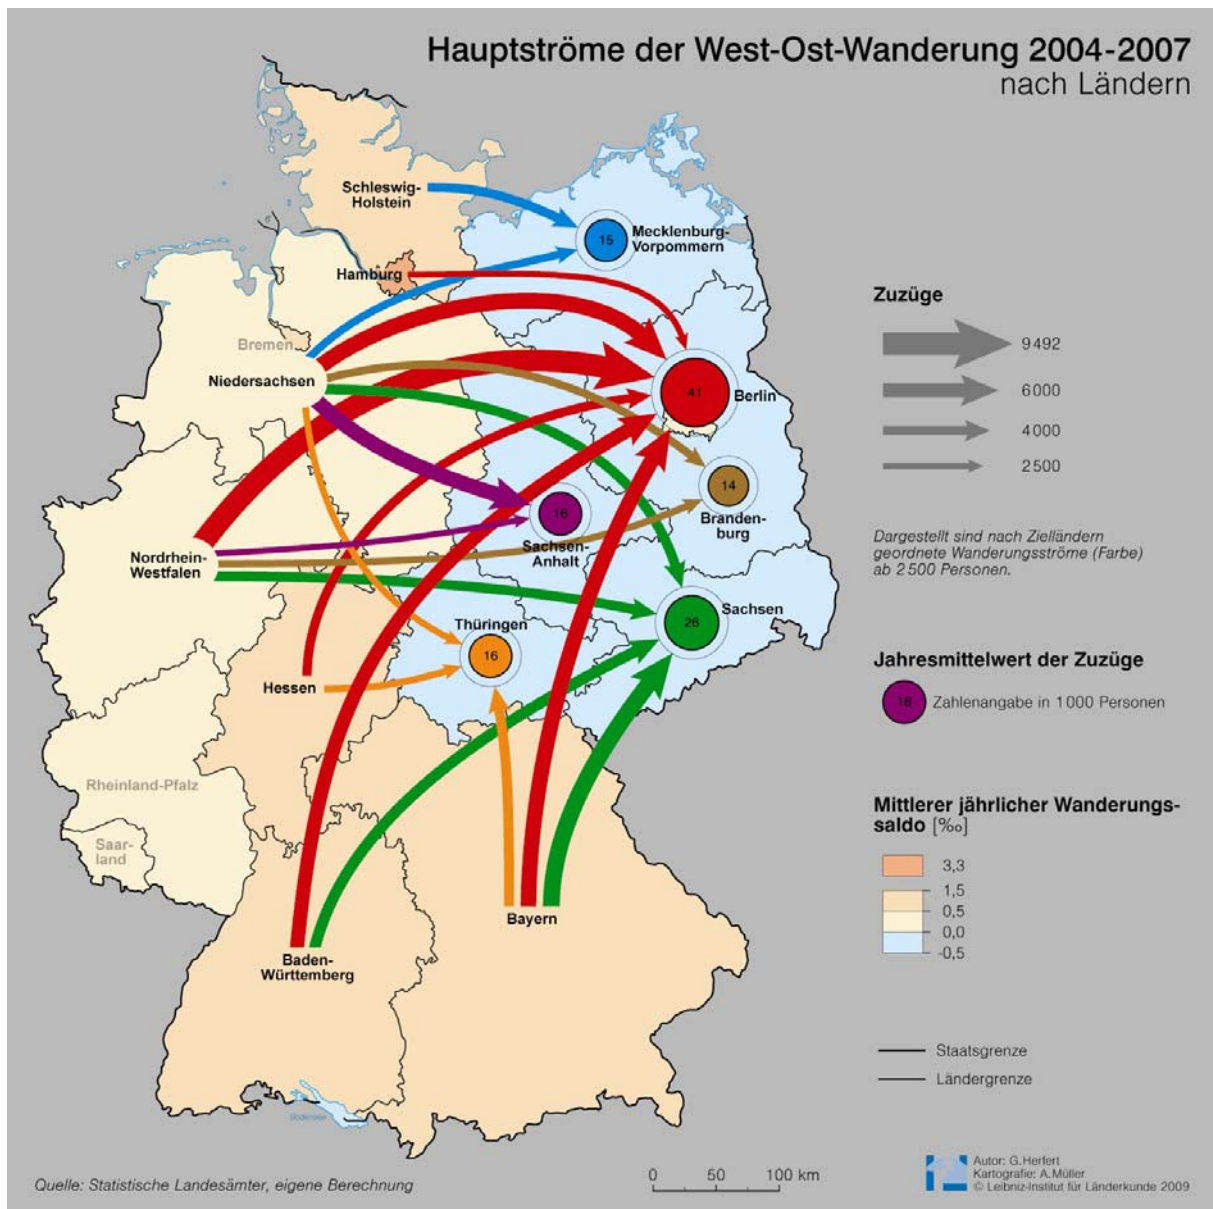 Hauptströme der West-Ost-Wanderung 2004-2007
nach Ländern
Schleswig-
Holstein
Mecklenburg-
Vorpommern
15
Hamburg
Bremen
Niedersachsen
41
Berlin
14
Branden-
burg
16
Sachsen-
Anhalt
Nordrhein-
Westfalen
Sachsen
26
Thüringen
16
Hessen
Rheinland-Pfalz
Saar-
land
Bayern
Baden-
Württemberg
Bodensee
Zuzüge
9492
6000
4000
2500
Dargestellt sind nach Zielländern
geordnete Wanderungsströme (Farbe)
ab 2500 Personen.
Jahresmittelwert der Zuzüge
16 Zahlenangabe in 1000 Personen
Mittlerer jährlicher Wanderungs-
saldo [‰]
3,3
1,5
0,5
0,0
-0,5
Staatsgrenze
Ländergrenze
0 50 100 km
Quelle: Statistische Landesämter, eigene Berechnung
Autor: G.Herfert
Kartografie: A.Müller
© Leibniz-Institut für Länderkunde 2009